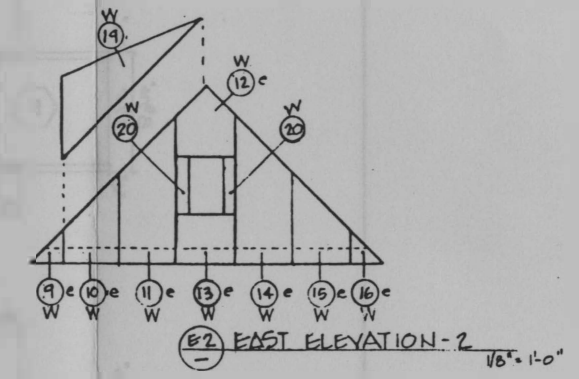 W
19
W
12 e
W
20
W
20
9 e
W
10 e
W
11 e
W
13 e
W
14 e
W
15 e
W
16 e
W
E2 EAST ELEVATION-2
1/8" = 1'-0"